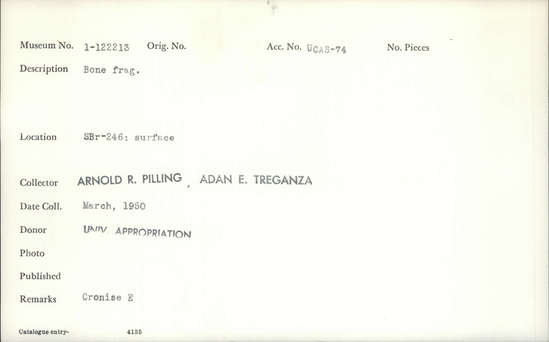 Museum No. 1-122213 Orig. No. Acc. No. UCAS-74 No. Pieces
Description Bone frag.
Location SBr-246; surface
Collector ARNOLD R. PILLING, ADAN E. TREGANZA
Date Coll. March, 1950
Donor UNIV. APPROPRIATION
Photo
Published
Remarks Cronise E
Catalogue entry- 4135